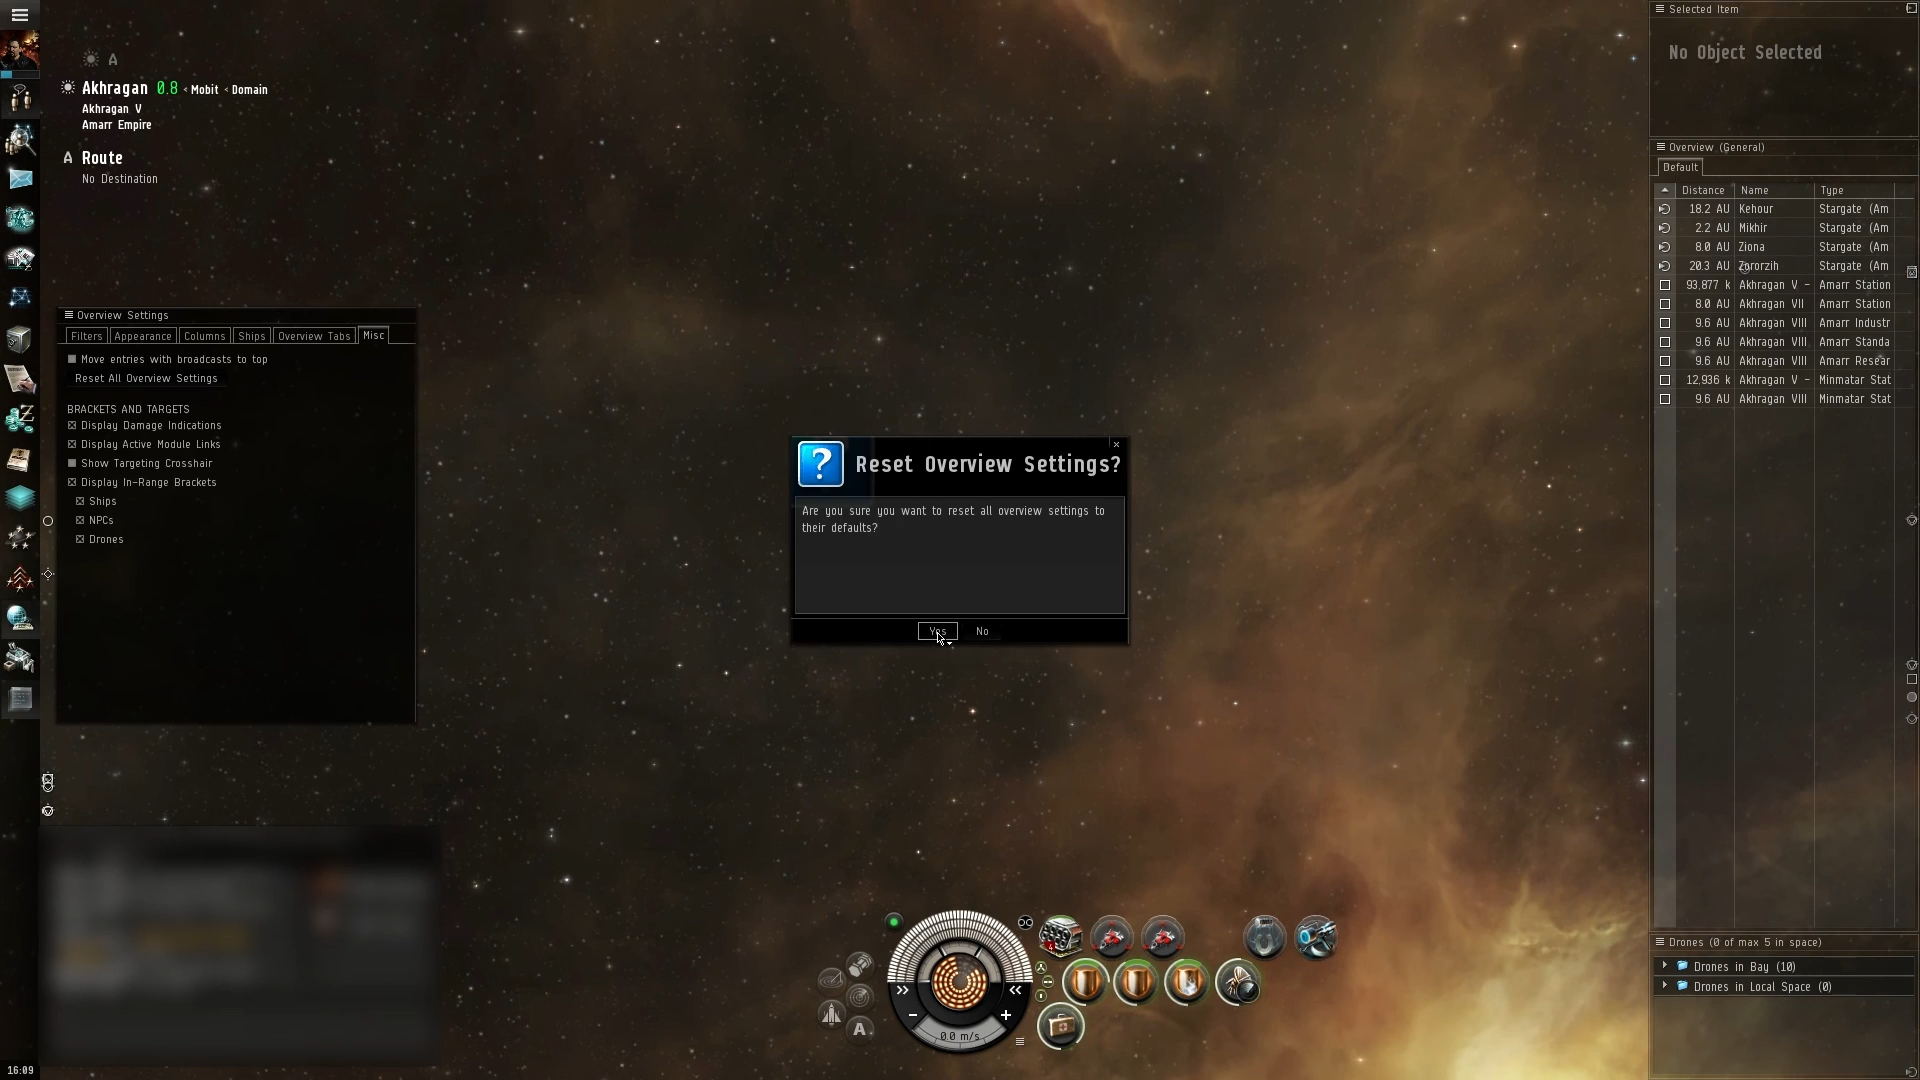 A
Akhragan 0.8 < Mobit < Domain
Akhragan V
Amarr Empire
A Route
No Destination
Overview Settings
Filters Appearance Columns Ships Overview Tabs Misc
Move entries with broadcasts to top
Reset All Overview Settings
BRACKETS AND TARGETS
Display Damage Indications
Display Active Module Links
Show Targeting Crosshair
Display In-Range Brackets
Ships
NPCs
Drones
16:09
? Reset Overview Settings?
Are you sure you want to reset all overview settings to
their defaults?
Yes No
A
0.0 m/s
Selected Item
No Object Selected
Overview (General)
Default
Distance Name Type
18.2 AU Kehour Stargate (Am
2.2 AU Mikhir Stargate (Am
8.0 AU Ziona Stargate (Am
20.3 AU Zororzih Stargate (Am
93,877 k Akhragan V - Amarr Station
8.0 AU Akhragan VII Amarr Station
9.6 AU Akhragan VIII Amarr Industr
9.6 AU Akhragan VIII Amarr Standa
9.6 AU Akhragan VIII Amarr Resear
12,936 k Akhragan V - Minmatar Stat
9.6 AU Akhragan VIII Minmatar Stat
Drones (0 of max 5 in space)
Drones in Bay (10)
Drones in Local Space (0)